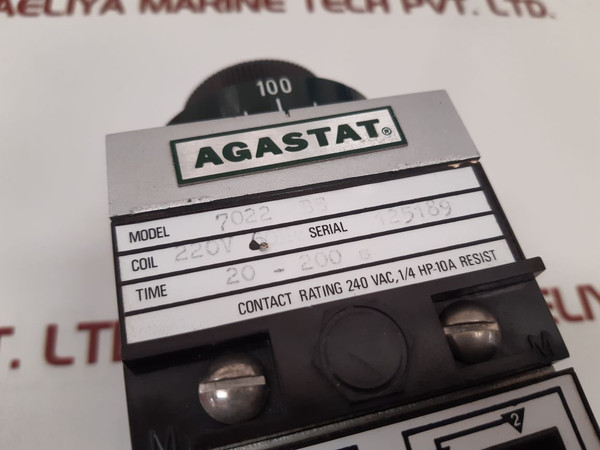 AELIYA MARINE TECH PVT. LTD.
100
AGASTAT®
MODEL 7022
COIL 220V SERIAL 125189
TIME 20 - 200 S
CONTACT RATING 240 VAC, 1/4 HP-10A RESIST
M M
2
T. LTD
ELIY